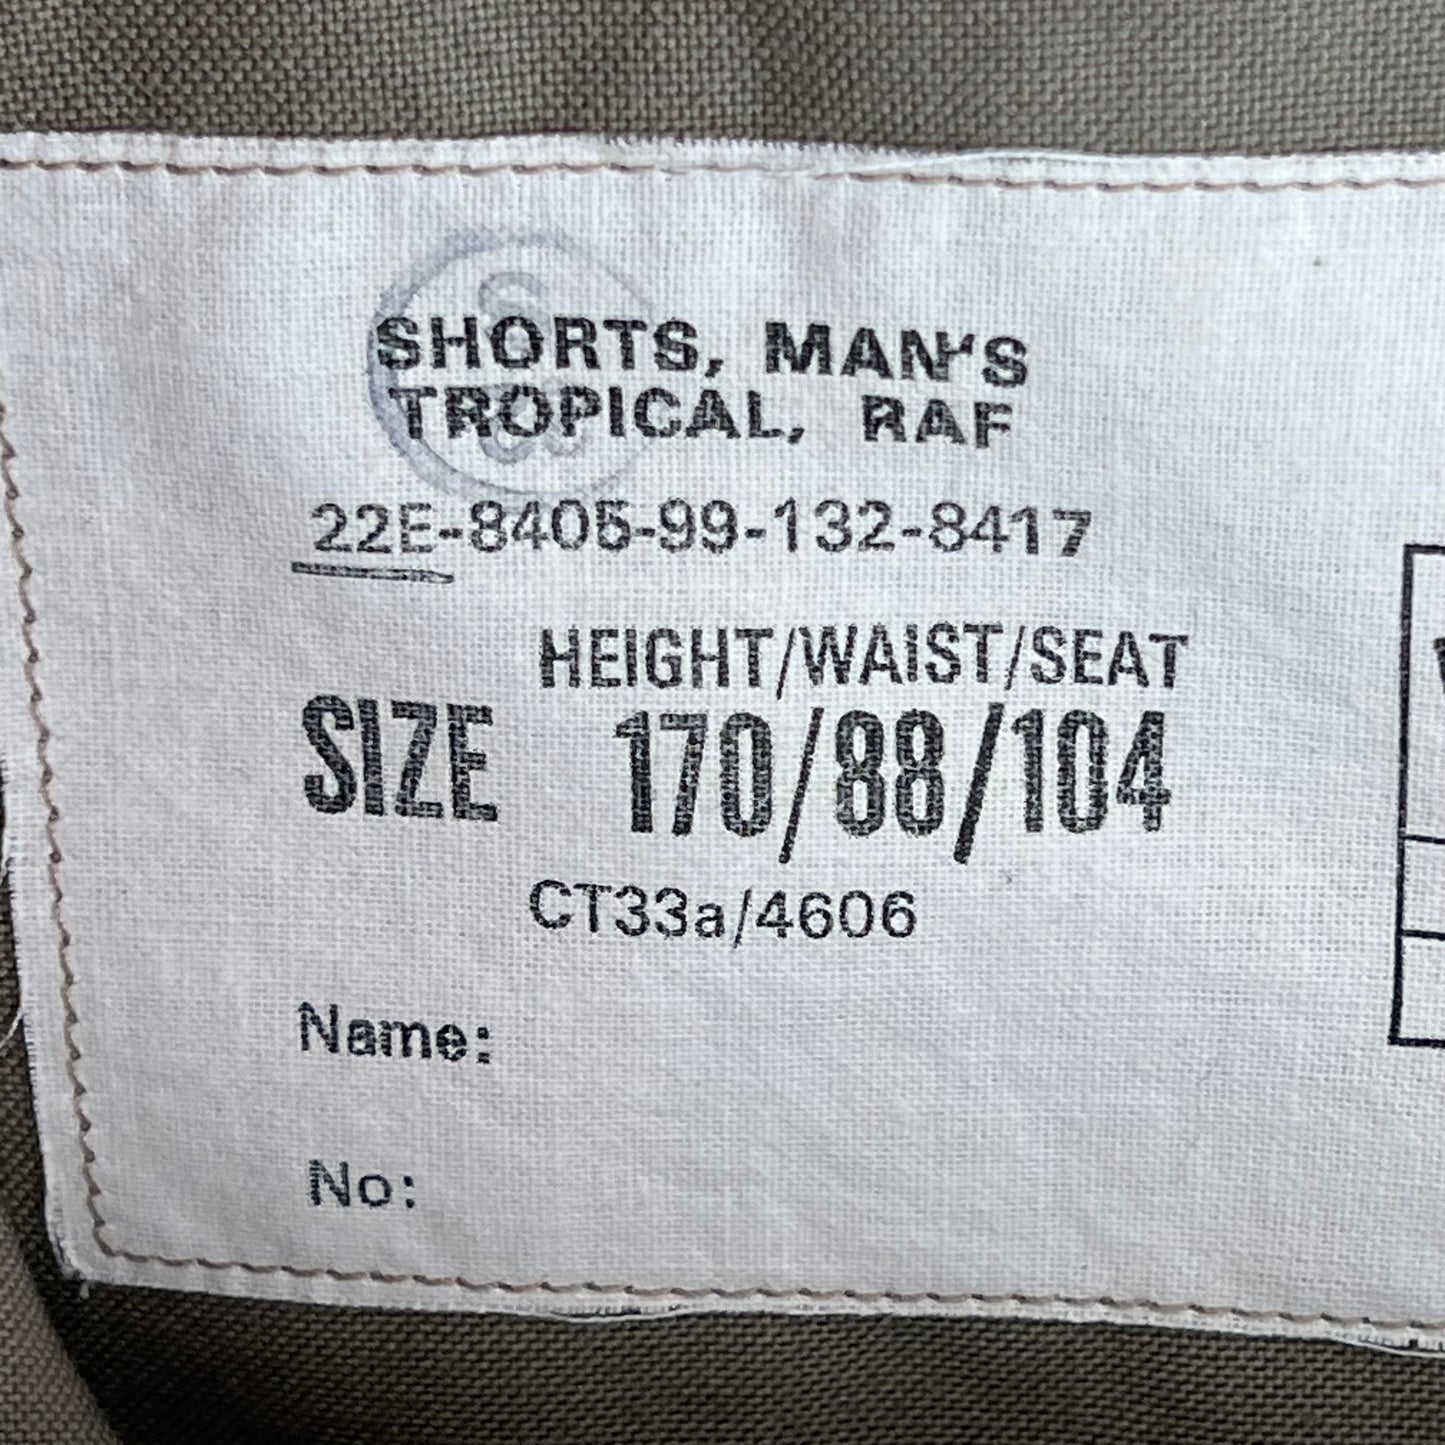 SHORTS, MAN'S
TROPICAL, RAF
22E-8405-99-132-8417
HEIGHT/WAIST/SEAT
SIZE 170/88/104
CT33a/4606
Name:
No: